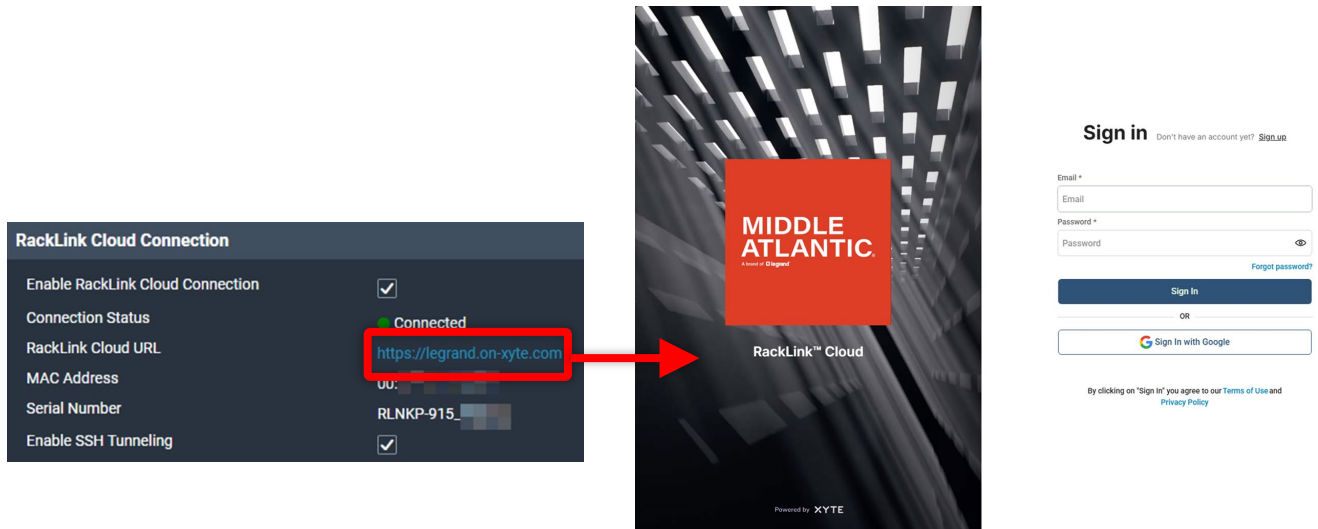 RackLink Cloud Connection
Enable RackLink Cloud Connection
Connection Status
Connected
RackLink Cloud URL
https://legrand.on-xyte.com
MAC Address
00:
Serial Number
RLNKP-915_
Enable SSH Tunneling
MIDDLE
ATLANTIC®
A brand of legrand
RackLink™ Cloud
Powered by XYTE
Sign in Don't have an account yet? Sign up
Email *
Email
Password *
Password
Forgot password?
Sign In
OR
Sign In with Google
By clicking on "Sign In" you agree to our Terms of Use and
Privacy Policy